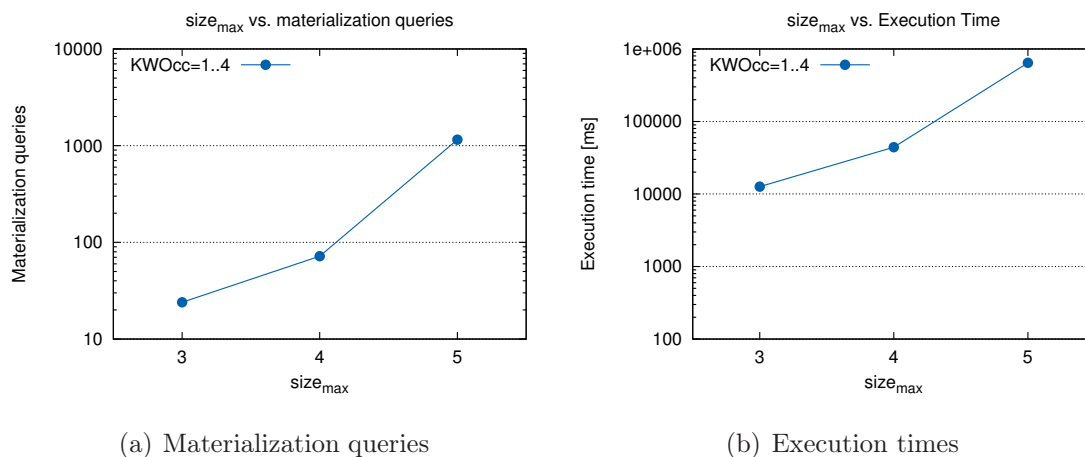 size_max vs. materialization queries
10000
1000
100
10
Materialization queries
KWOcc=1..4
3 4 5
size_max
(a) Materialization queries
size_max vs. Execution Time
1e+006
100000
10000
1000
100
Execution time [ms]
KWOcc=1..4
3 4 5
size_max
(b) Execution times